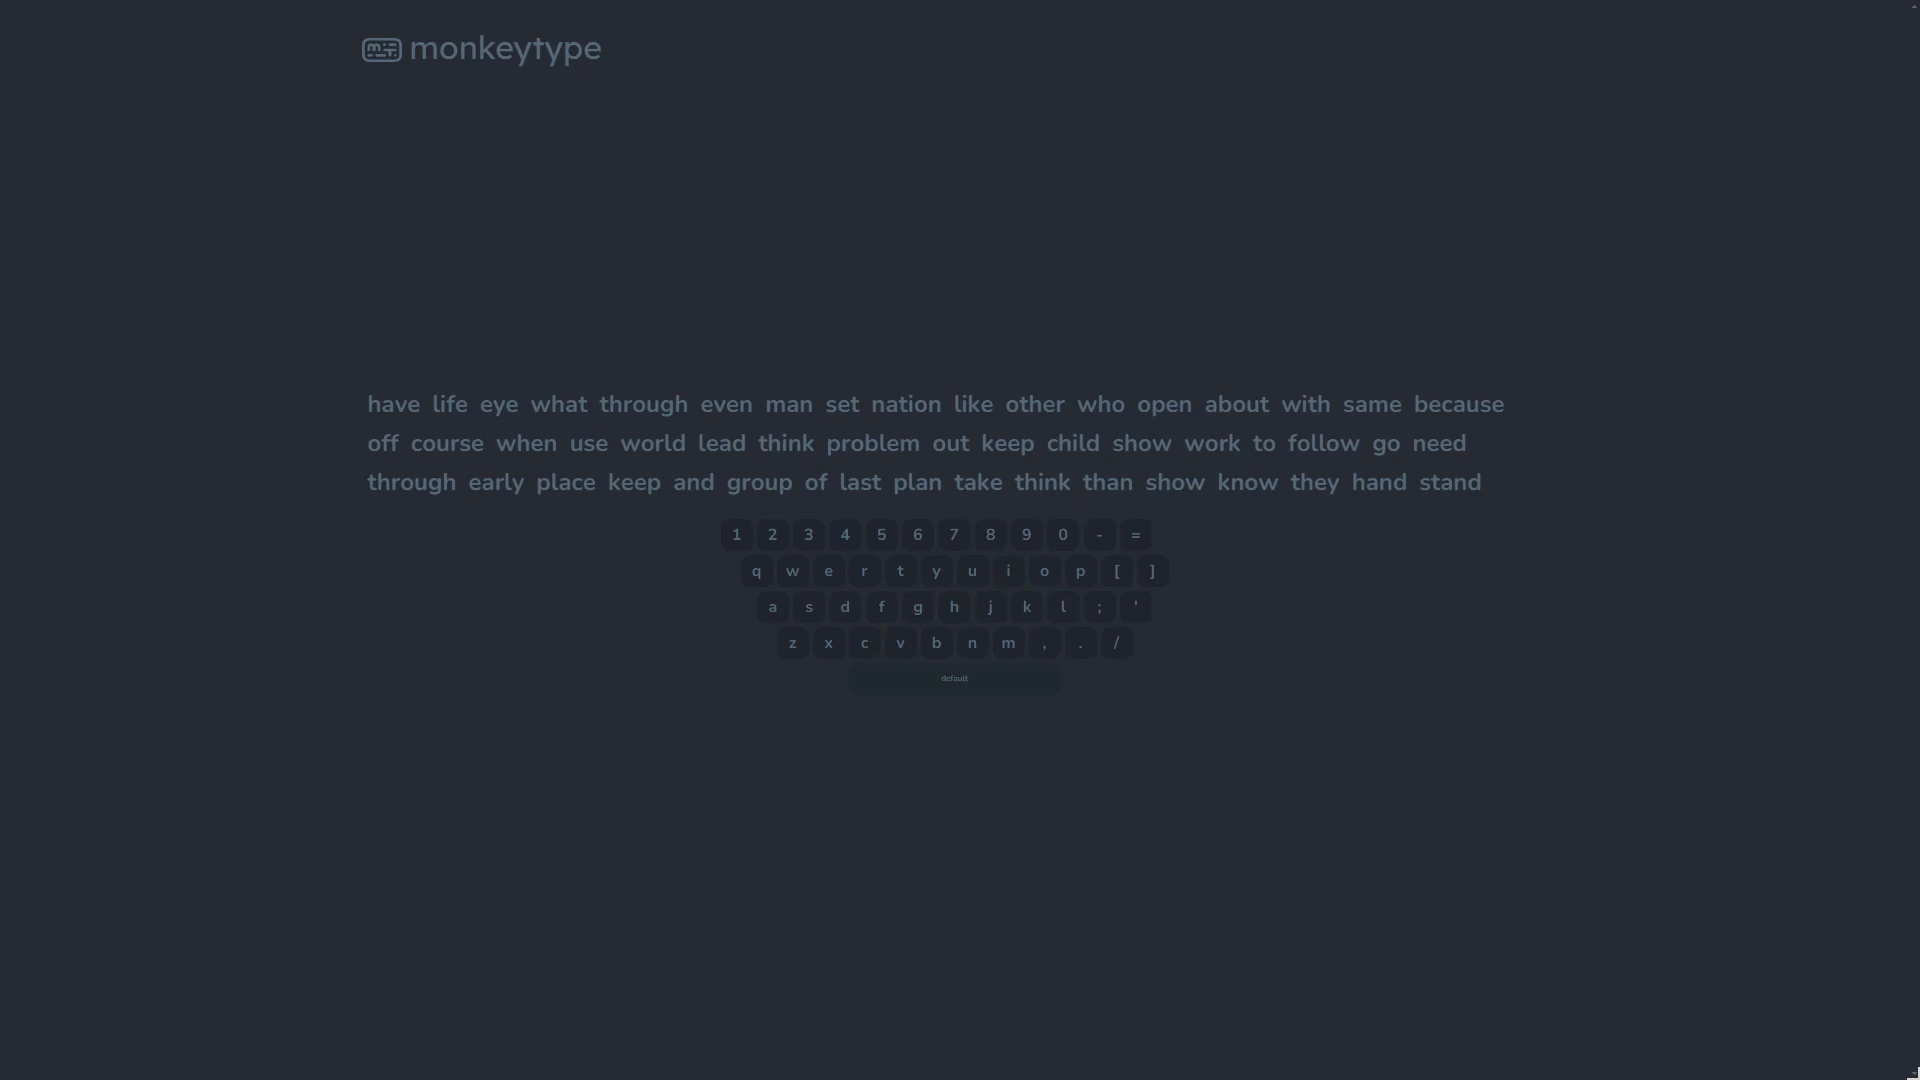 monkeytype
have life eye what through even man set nation like other who open about with same because
off course when use world lead think problem out keep child show work to follow go need
through early place keep and group of last plan take think than show know they hand stand
1 2 3 4 5 6 7 8 9 0 - =
q w e r t y u i o p [ ]
a s d f g h j k l ; '
z x c v b n m , . /
default